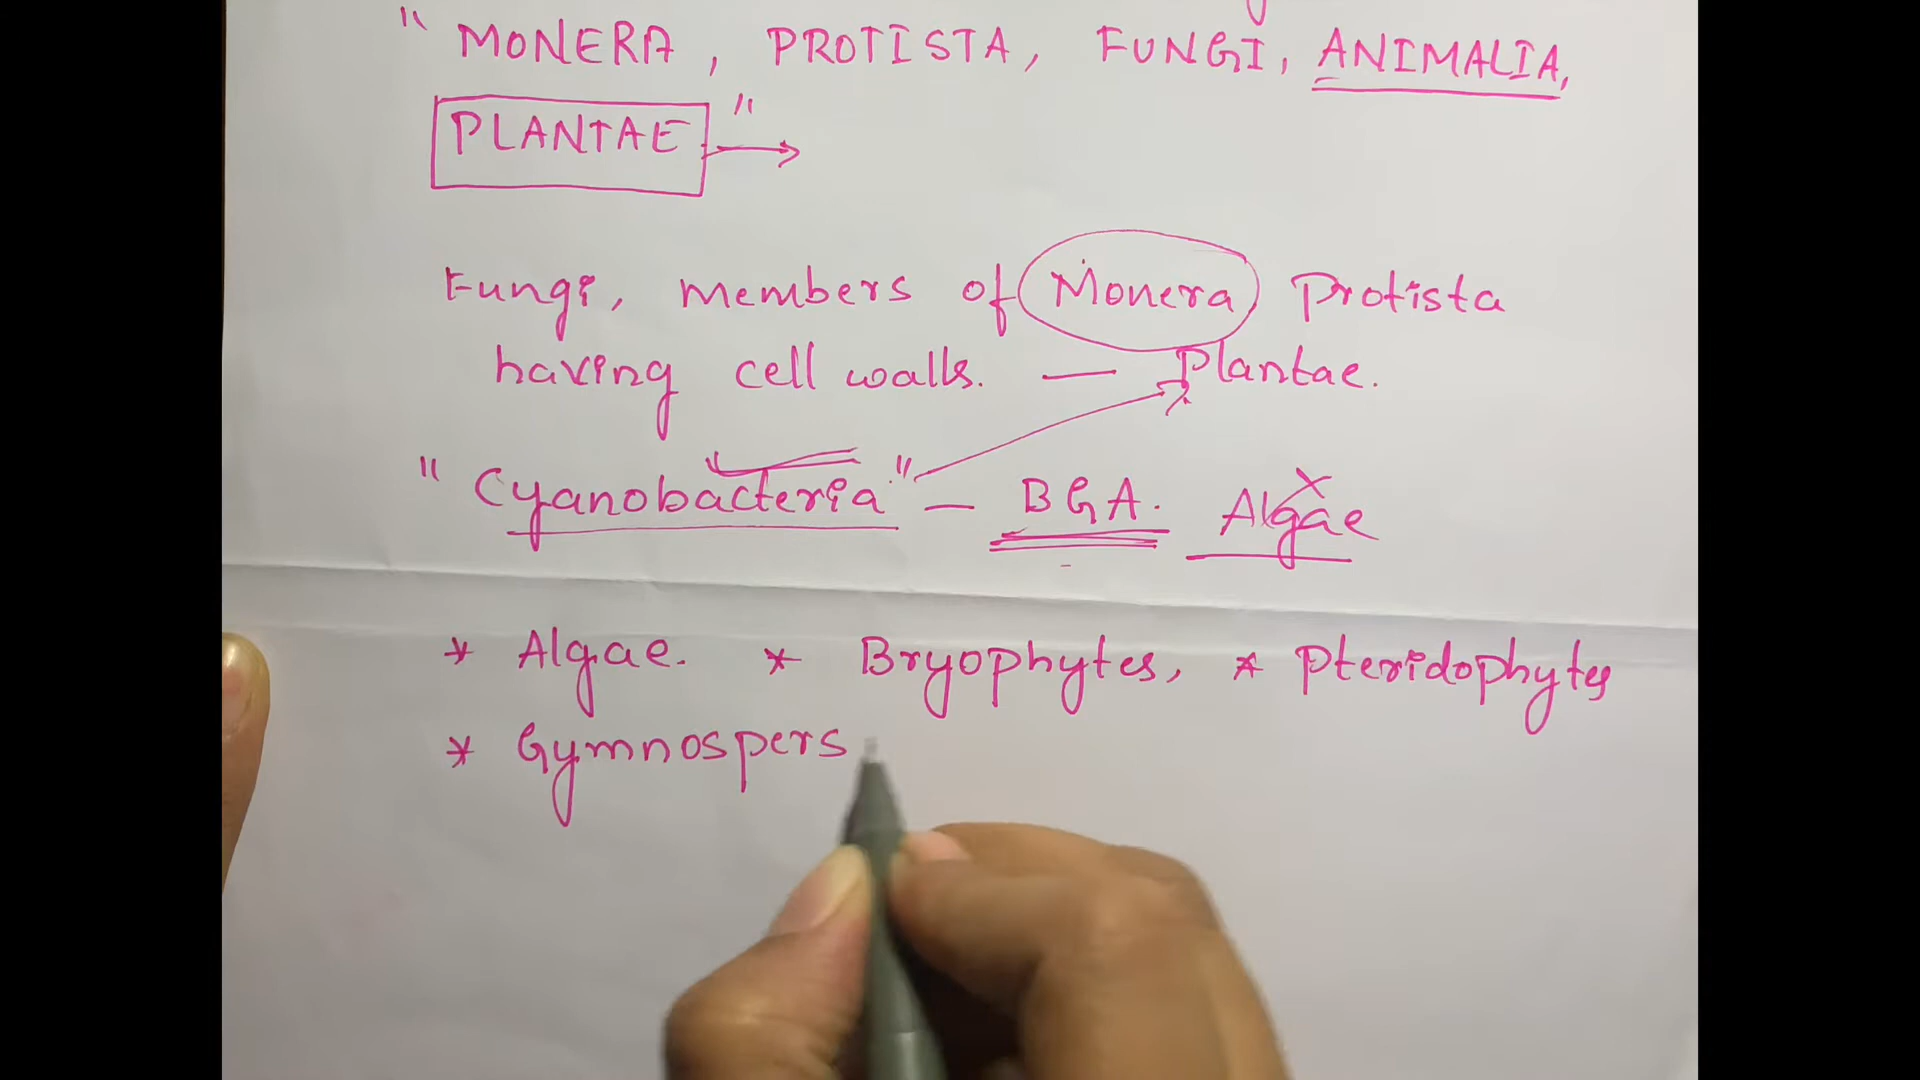 " MONERA, PROTISTA, FUNGI, ANIMALIA,
PLANTAE " →
Fungi, members of Monera Protista
having cell walls. — Plantae.
" Cyanobacteria " — BGA. Algae
* Algae. * Bryophytes, * Pteridophytes
* Gymnospers